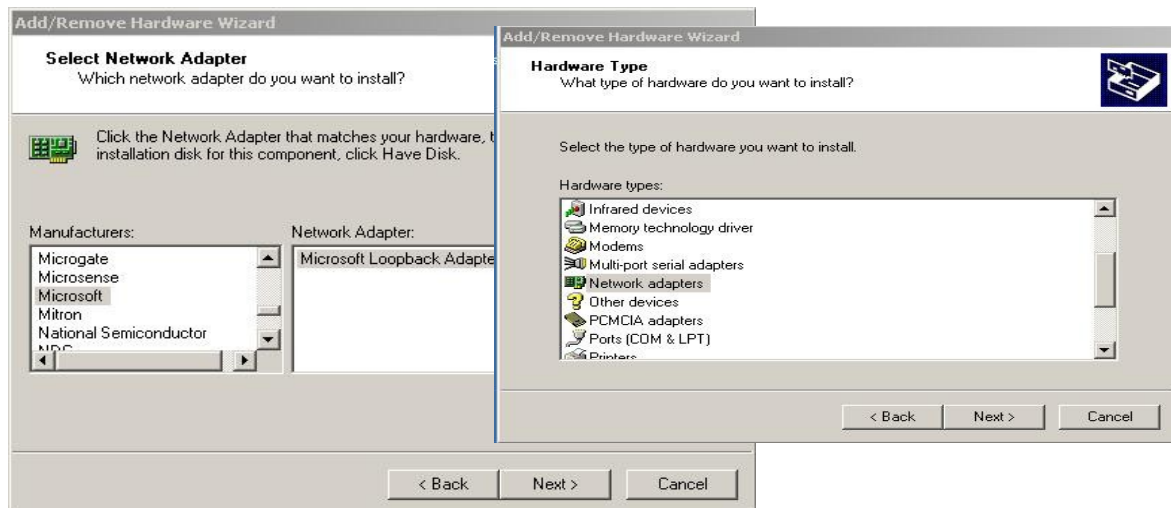 Add/Remove Hardware Wizard
Select Network Adapter
Which network adapter do you want to install?
Click the Network Adapter that matches your hardware,
installation disk for this component, click Have Disk.
Manufacturers:
Microgate
Microsense
Microsoft
Mitron
National Semiconductor
Network Adapter:
Microsoft Loopback Adapte
< Back
Next >
Cancel
Add/Remove Hardware Wizard
Hardware Type
What type of hardware do you want to install?
Select the type of hardware you want to install.
Hardware types:
Infrared devices
Memory technology driver
Modems
Multi-port serial adapters
Network adapters
Other devices
PCMCIA adapters
Ports (COM & LPT)
Printers
< Back
Next >
Cancel